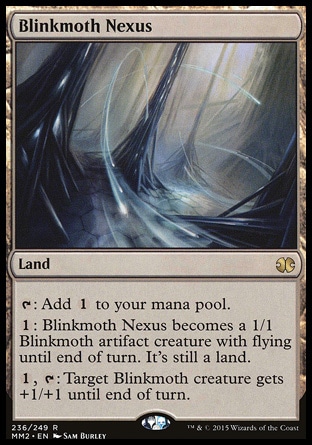 Blinkmoth Nexus
Land
: Add 1 to your mana pool.
1 : Blinkmoth Nexus becomes a 1/1
Blinkmoth artifact creature with flying
until end of turn. It's still a land.
1, : Target Blinkmoth creature gets
+1/+1 until end of turn.
236/249 R
MM2 • EN Sam Burley
™ & © 2015 Wizards of the Coast